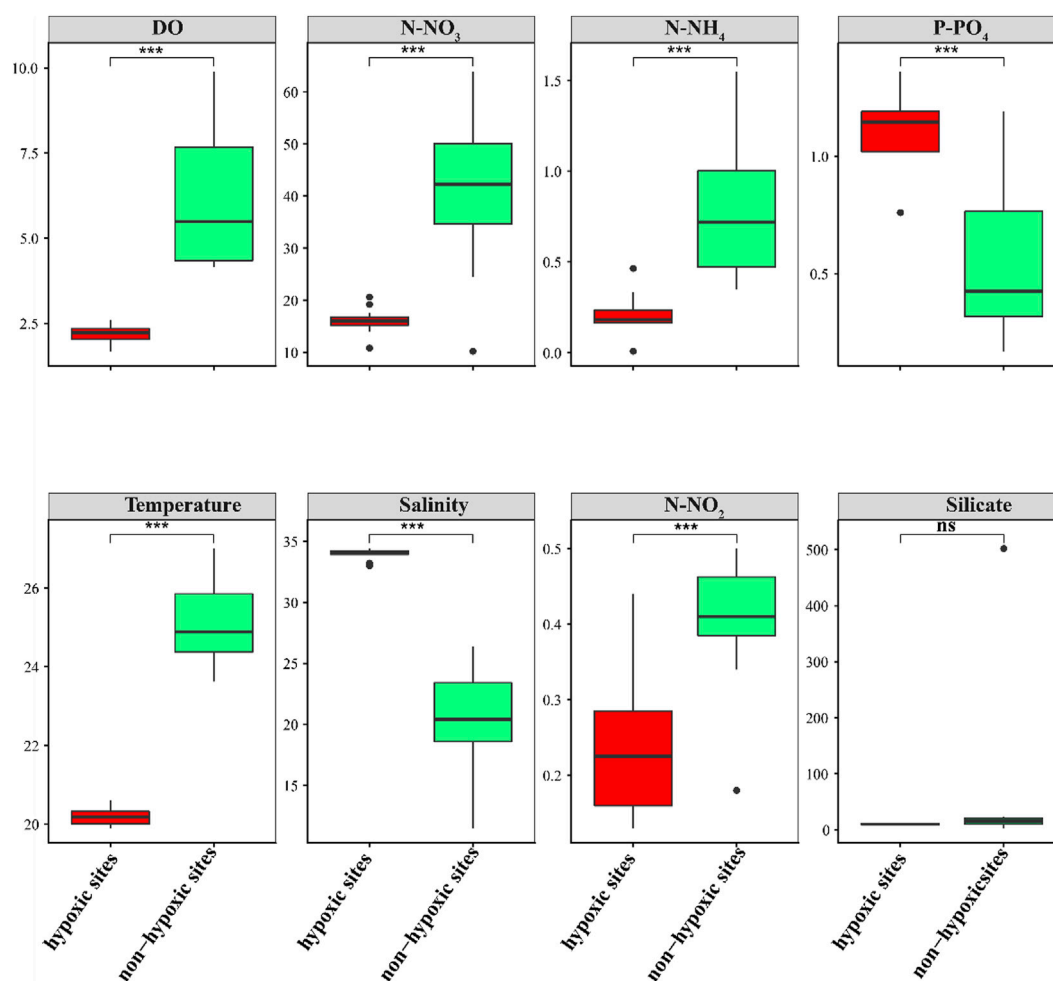 DO N-NO₃ N-NH₄ P-PO₄
*** *** *** ***
10.0
7.5
5.0
2.5
60
50
40
30
20
10
1.5
1.0
0.5
0.0
1.0
0.5
Temperature Salinity N-NO₂ Silicate
*** *** *** ns
26
24
22
20
35
30
25
20
15
0.5
0.4
0.3
0.2
500
400
300
200
100
0
hypoxic sites
non−hypoxic sites
hypoxic sites
non−hypoxic sites
hypoxic sites
non−hypoxic sites
hypoxic sites
non−hypoxicsites